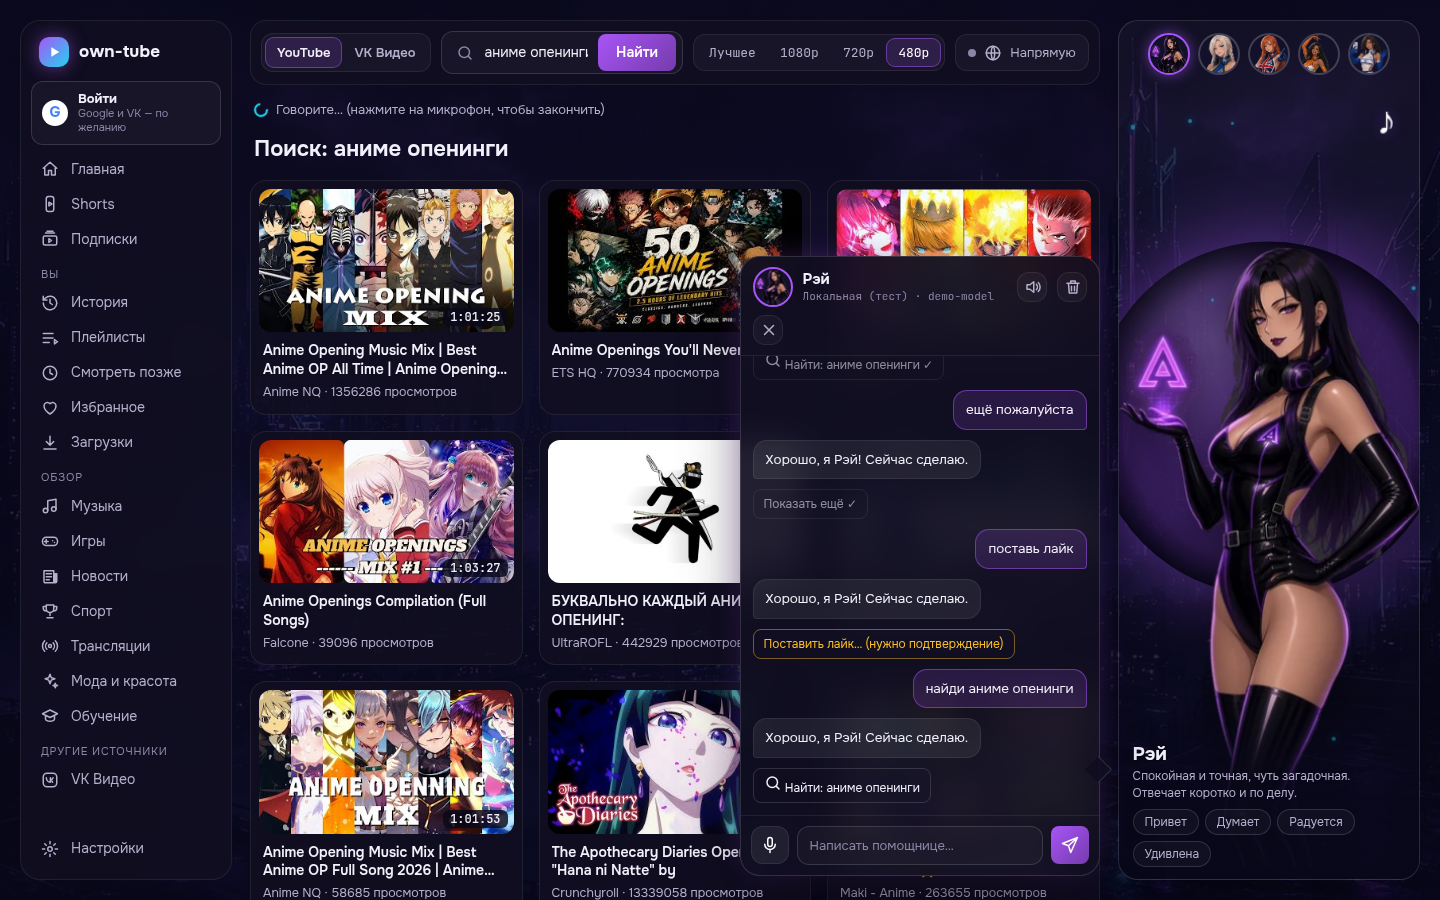 own-tube
Войти
Google и VK — по
желанию
Главная
Shorts
Подписки
ВЫ
История
Плейлисты
Смотреть позже
Избранное
Загрузки
ОБЗОР
Музыка
Игры
Новости
Спорт
Трансляции
Мода и красота
Обучение
ДРУГИЕ ИСТОЧНИКИ
VK Видео
Настройки
YouTube
VK Видео
аниме опенинги
Найти
Лучшее
1080p
720p
480p
Напрямую
Говорите... (нажмите на микрофон, чтобы закончить)
Поиск: аниме опенинги
ANIME OPENING
MIX
1:01:25
Anime Opening Music Mix | Best
Anime OP All Time | Anime Opening...
Anime NQ · 1356286 просмотров
50
ANIME
OPENINGS
2.5 HOURS OF LEGENDARY HITS
Anime Openings You'll Never
ETS HQ · 770934 просмотра
ANIME OPENINGS
MIX #1
1:03:27
Anime Openings Compilation (Full
Songs)
Falcone · 39096 просмотров
БУКВАЛЬНО КАЖДЫЙ АНИ
ОПЕНИНГ:
UltraROFL · 442929 просмотров
ANIME OPENNING
MIX
1:01:53
Anime Opening Music Mix | Best
Anime OP Full Song 2026 | Anime...
Anime NQ · 58685 просмотров
The
Apothecary
Diaries
The Apothecary Diaries Ope
"Hana ni Natte" by
Crunchyroll · 13339058 просмотров
Maki - Anime · 263655 просмотров
Рэй
Локальная (тест) · demo-model
Найти: аниме опенинги ✓
ещё пожалуйста
Хорошо, я Рэй! Сейчас сделаю.
Показать ещё ✓
поставь лайк
Хорошо, я Рэй! Сейчас сделаю.
Поставить лайк... (нужно подтверждение)
найди аниме опенинги
Хорошо, я Рэй! Сейчас сделаю.
Найти: аниме опенинги
Написать помощнице...
Рэй
Спокойная и точная, чуть загадочная.
Отвечает коротко и по делу.
Привет
Думает
Радуется
Удивлена